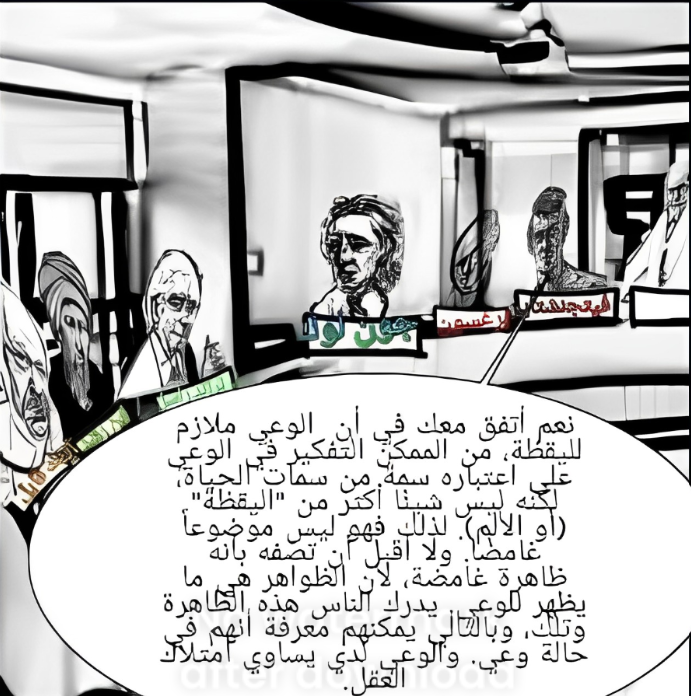 جون لوك
برغسون
نعم أتفق معك في أن الوعي ملازم
لليقظة، من الممكن التفكير في الوعي
على اعتباره سمة من سمات الحياة،
لكنه ليس شيئا أكثر من "اليقظة".
(أو الألم). لذلك فهو ليس موضوعا
غامضا. ولا أقبل أن تصفه بأنه
ظاهرة غامضة، لأن الظواهر هي ما
يظهر للوعي. يدرك الناس هذه الظاهرة
وتلك، وبالتالي يمكنهم معرفة أنهم في
حالة وعي. والوعي لدي يساوي امتلاك
العقل.
after download